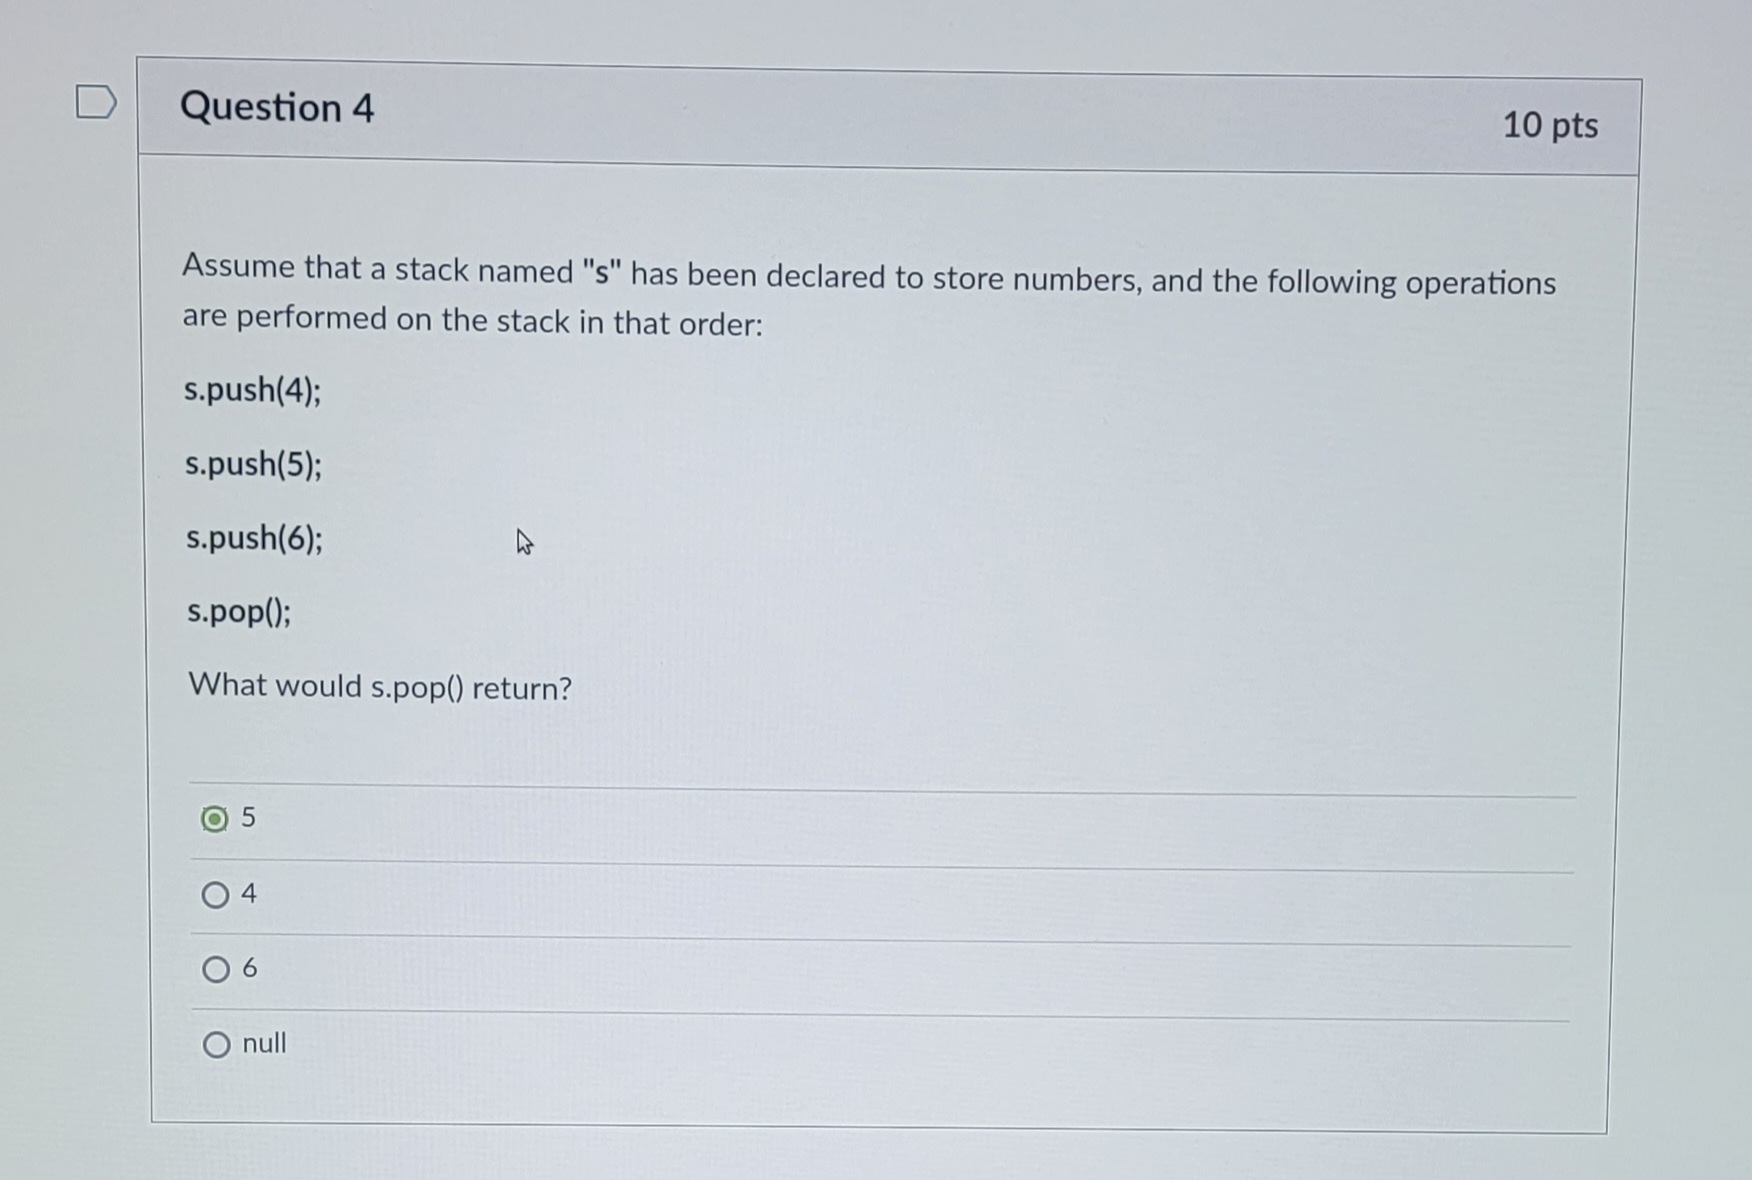 Question 4
10 pts
Assume that a stack named "s" has been declared to store numbers, and the following operations
are performed on the stack in that order:
s.push(4);
s.push(5);
s.push(6);
s.pop();
What would s.pop() return?
5
4
6
null